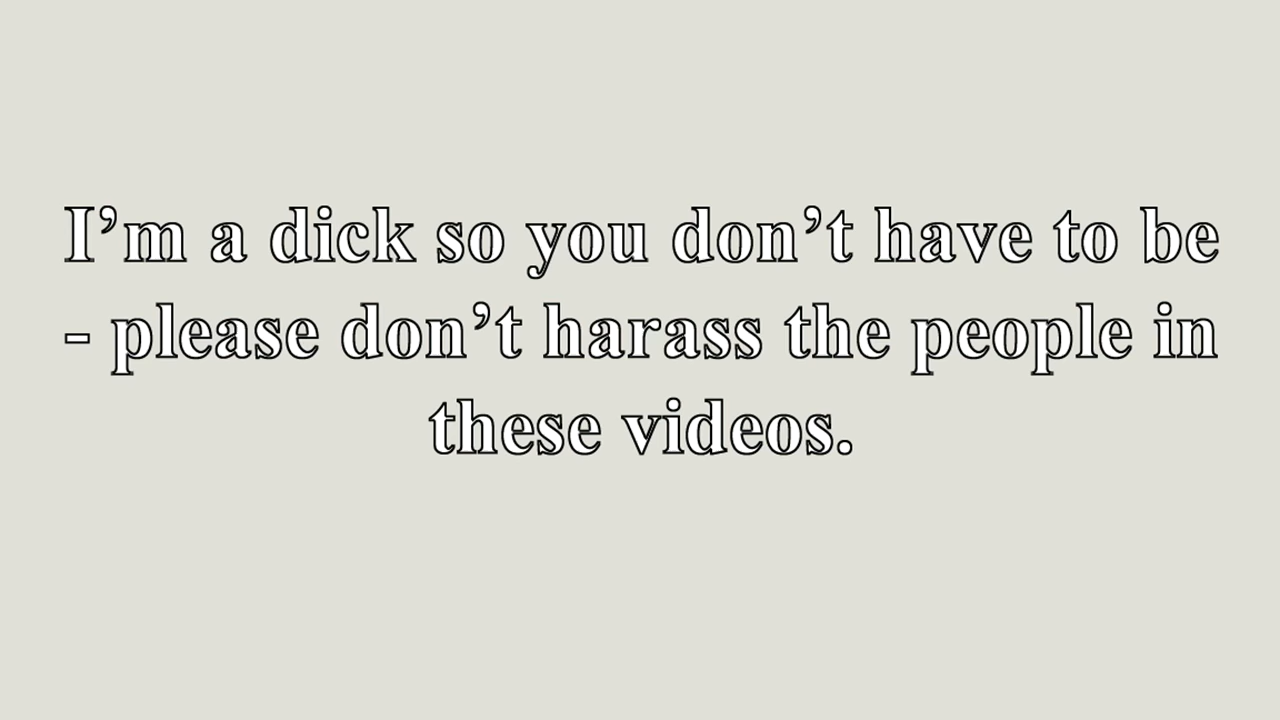 I’m a dick so you don’t have to be
- please don’t harass the people in
these videos.